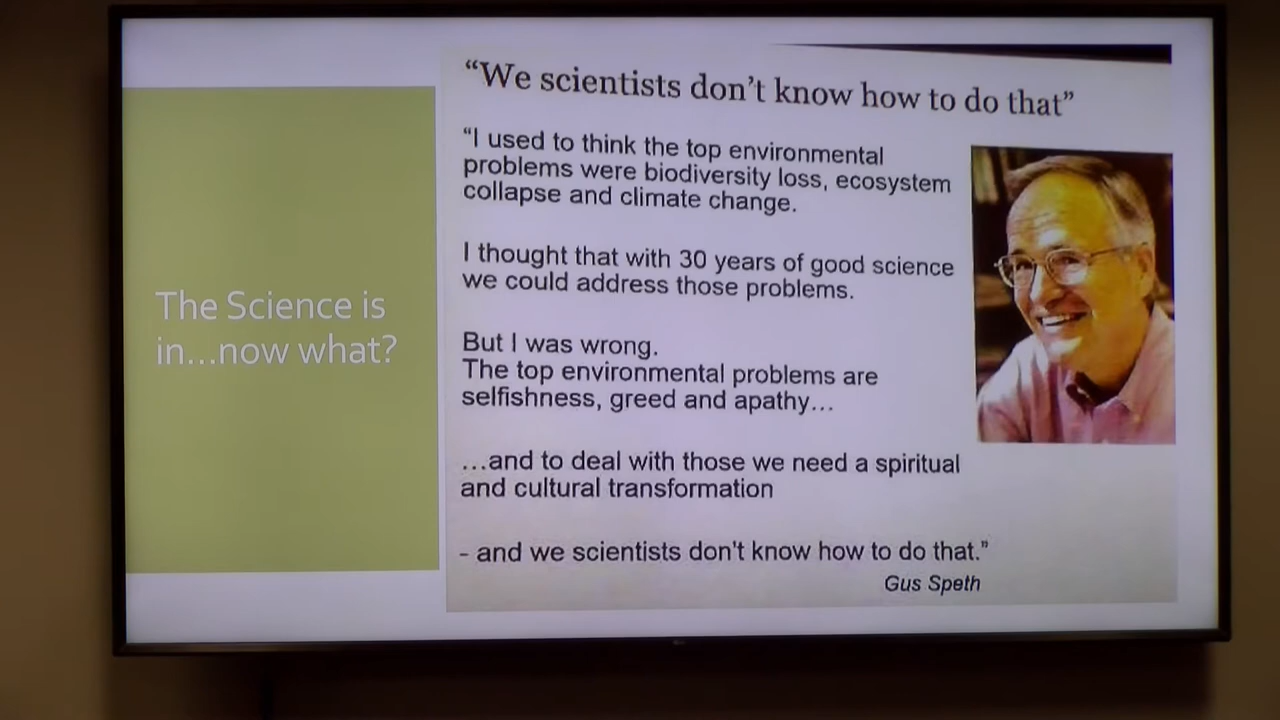 The Science is
in...now what?
“We scientists don’t know how to do that”
“I used to think the top environmental
problems were biodiversity loss, ecosystem
collapse and climate change.
I thought that with 30 years of good science
we could address those problems.
But I was wrong.
The top environmental problems are
selfishness, greed and apathy...
...and to deal with those we need a spiritual
and cultural transformation
- and we scientists don't know how to do that.”
Gus Speth